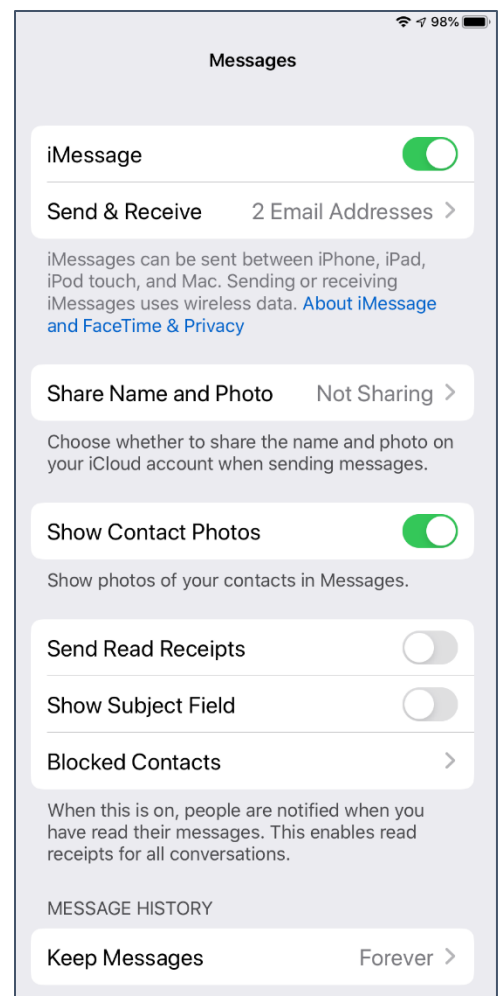 98%
Messages
iMessage
Send & Receive 2 Email Addresses
iMessages can be sent between iPhone, iPad,
iPod touch, and Mac. Sending or receiving
iMessages uses wireless data. About iMessage
and FaceTime & Privacy
Share Name and Photo Not Sharing
Choose whether to share the name and photo on
your iCloud account when sending messages.
Show Contact Photos
Show photos of your contacts in Messages.
Send Read Receipts
Show Subject Field
Blocked Contacts
When this is on, people are notified when you
have read their messages. This enables read
receipts for all conversations.
MESSAGE HISTORY
Keep Messages Forever